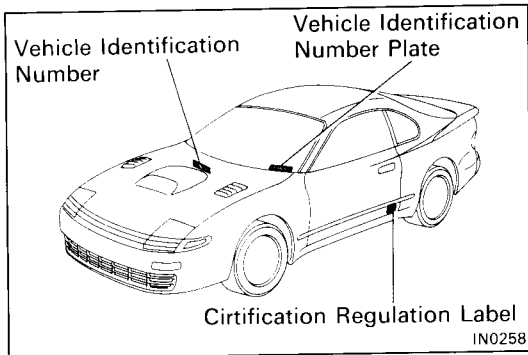 Vehicle Identification
Number
Vehicle Identification
Number Plate
Cirtification Regulation Label
IN0258